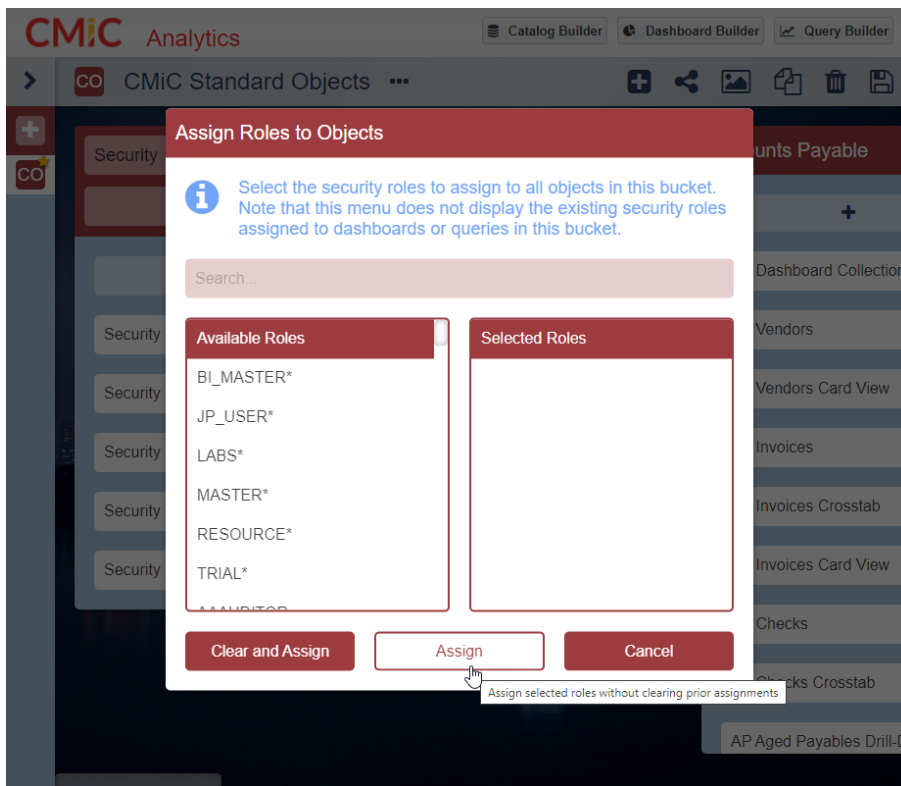 CMiC Analytics
Catalog Builder
Dashboard Builder
Query Builder
CO
CMiC Standard Objects
CO
Security
unts Payable
Assign Roles to Objects
Select the security roles to assign to all objects in this bucket.
Note that this menu does not display the existing security roles
assigned to dashboards or queries in this bucket.
Search...
Available Roles
BI_MASTER*
JP_USER*
LABS*
MASTER*
RESOURCE*
TRIAL*
AAAUDITOR
Selected Roles
Clear and Assign
Assign
Cancel
Assign selected roles without clearing prior assignments
Security
Security
Security
Security
Security
Dashboard Collection
Vendors
Vendors Card View
Invoices
Invoices Crosstab
Invoices Card View
Checks
Checks Crosstab
AP Aged Payables Drill-D